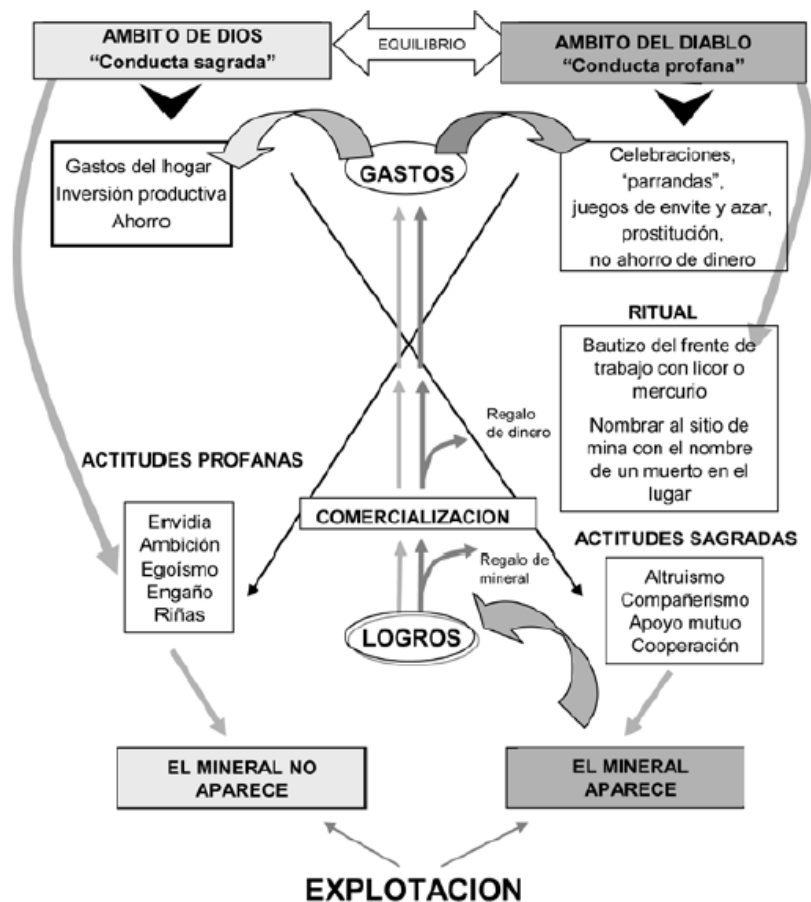 AMBITO DE DIOS
“Conducta sagrada”
EQUILIBRIO
AMBITO DEL DIABLO
“Conducta profana”
Gastos del hogar
Inversión productiva
Ahorro
GASTOS
Celebraciones,
“parrandas”,
juegos de envite y azar,
prostitución,
no ahorro de dinero
RITUAL
Bautizo del frente de
trabajo con licor o
mercurio
Nombrar al sitio de
mina con el nombre
de un muerto en el
lugar
Regalo
de dinero
ACTITUDES PROFANAS
Envidia
Ambición
Egoísmo
Engaño
Riñas
COMERCIALIZACION
Regalo de
mineral
ACTITUDES SAGRADAS
Altruismo
Compañerismo
Apoyo mutuo
Cooperación
LOGROS
EL MINERAL NO
APARECE
EL MINERAL
APARECE
EXPLOTACION